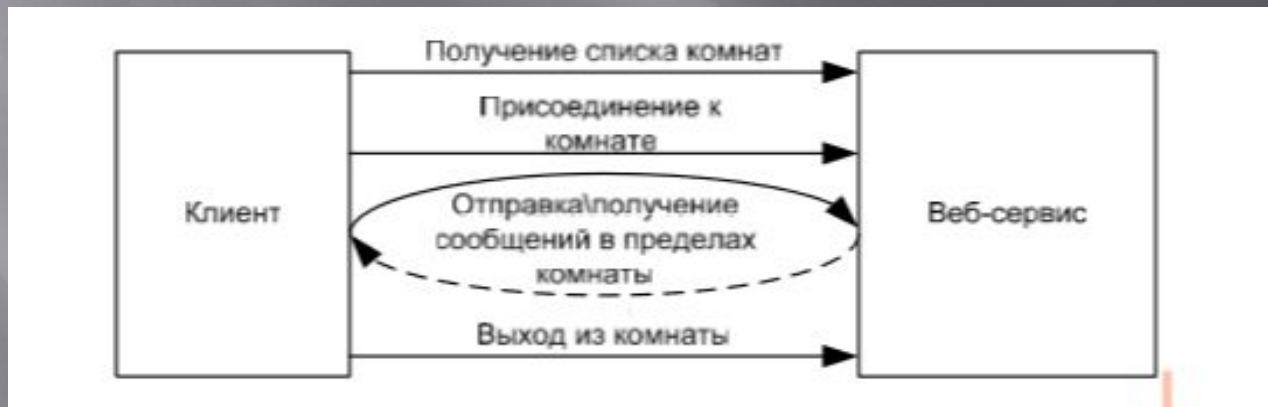 Получение списка комнат
Присоединение к
комнате
Клиент
Отправка\получение
сообщений в пределах
комнаты
Веб-сервис
Выход из комнаты